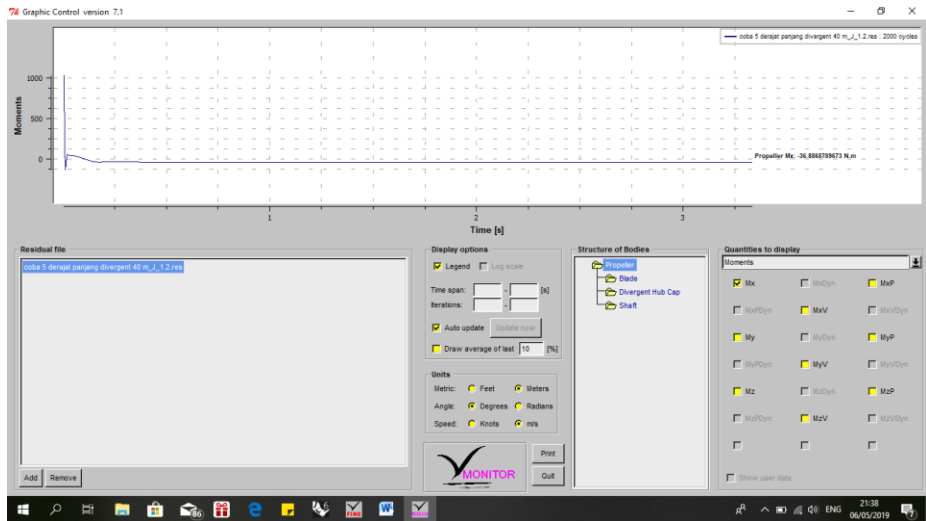 Graphic Control version 7.1
coba 5 derajat panjang divergent 40 m_J_1.2.res : 2000 cycles
Moments
1000
500
0
Propeller Mx: -36.8868789673 N.m
1 2 3
Time [s]
Residual file
coba 5 derajat panjang divergent 40 m_J_1.2.res
Add Remove
Display options
Legend Log scale
Time span: - [s]
Iterations: -
Auto update Update now
Draw average of last 10 [%]
Units
Metric: Feet Meters
Angle: Degrees Radians
Speed: Knots m/s
MONITOR
Print
Quit
Structure of Bodies
Propeller
Blade
Divergent Hub Cap
Shaft
Quantities to display
Moments
Mx MxDyn MxP
MxPDyn MxV MxVDyn
My MyDyn MyP
MyPDyn MyV MyVDyn
Mz MzDyn MzP
MzPDyn MzV MzVDyn
Show user data
86
FINE
ENG
21:38
06/05/2019
7